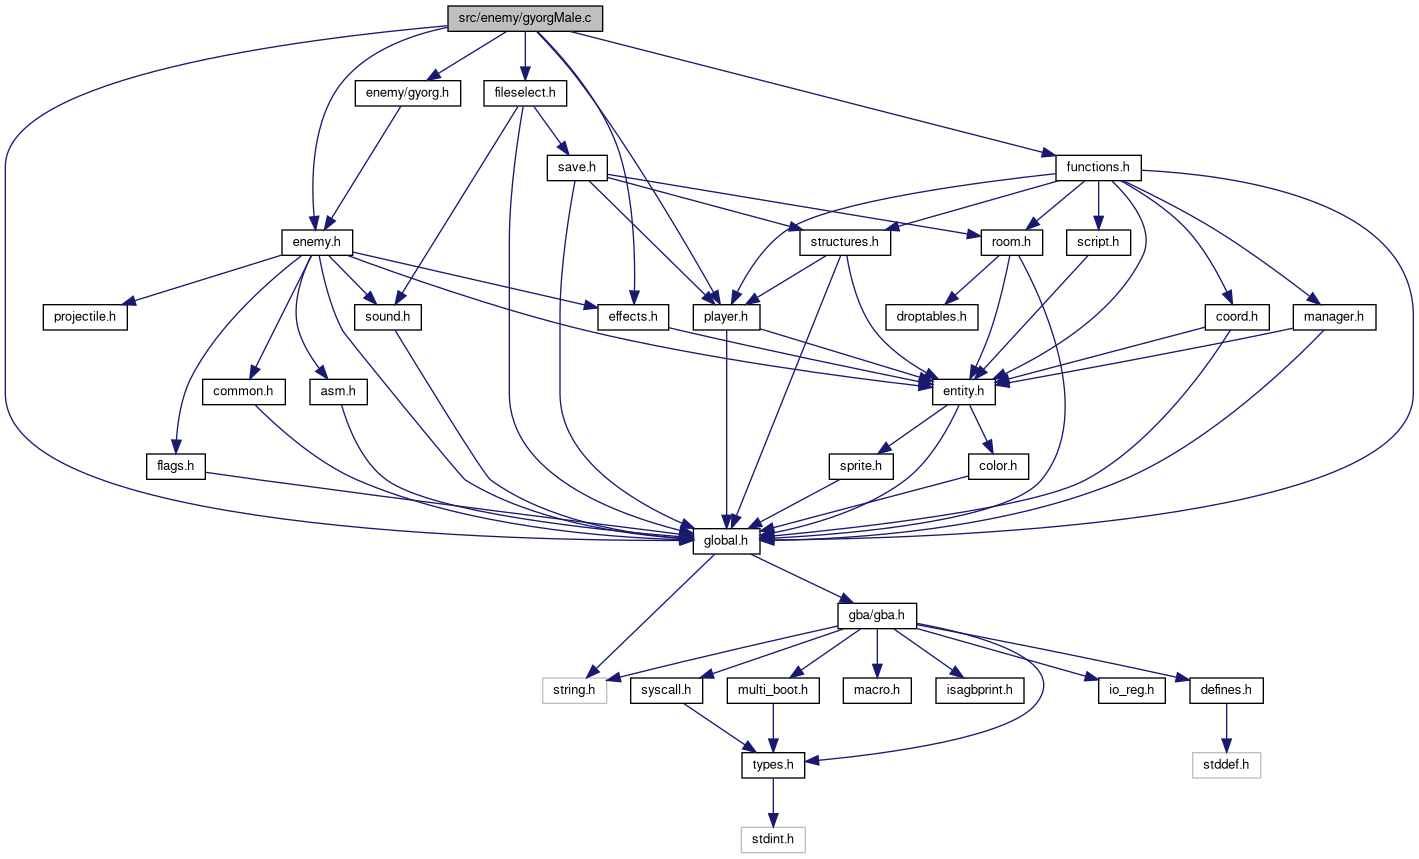 src/enemy/gyorgMale.c
enemy/gyorg.h
fileselect.h
save.h
functions.h
enemy.h
structures.h
room.h
script.h
projectile.h
sound.h
effects.h
player.h
droptables.h
coord.h
manager.h
common.h
asm.h
entity.h
flags.h
sprite.h
color.h
global.h
gba/gba.h
string.h
syscall.h
multi_boot.h
macro.h
isagbprint.h
io_reg.h
defines.h
types.h
stddef.h
stdint.h